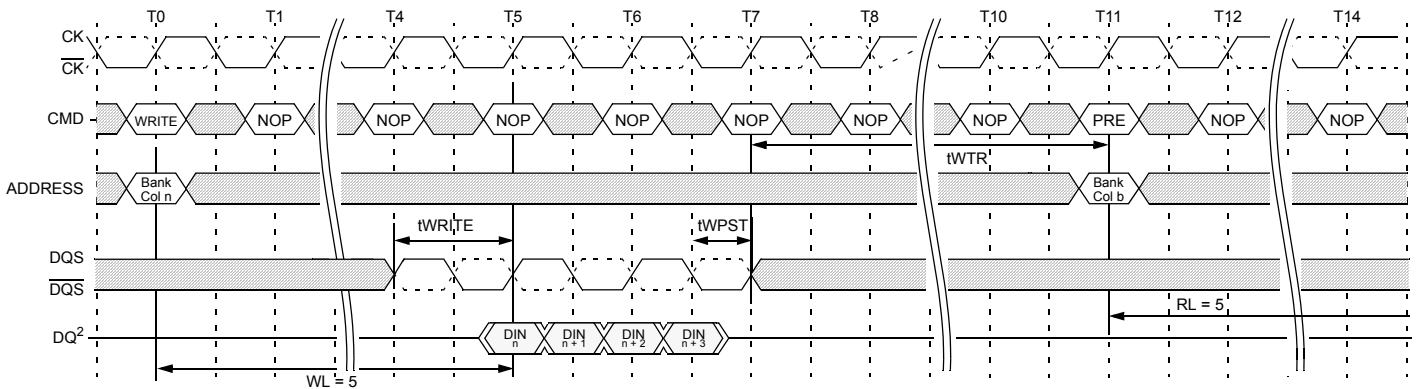 T0 T1 T4 T5 T6 T7 T8 T10 T11 T12 T14
CK
CK
CMD
WRITE NOP NOP NOP NOP NOP NOP NOP PRE NOP NOP
tWTR
ADDRESS
Bank
Col n
Bank
Col b
tWRITE
tWPST
DQS
DQS
RL = 5
DQ2
DIN
n
DIN
n + 1
DIN
n + 2
DIN
n + 3
WL = 5